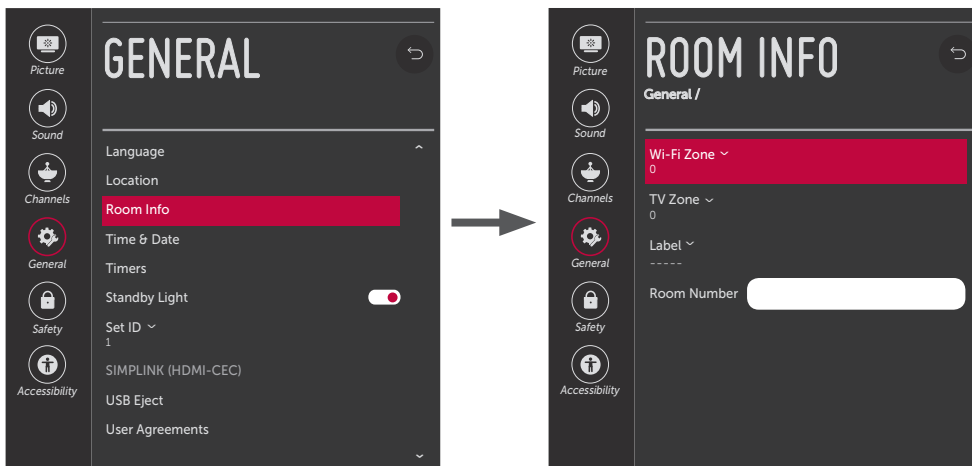 Picture
Sound
Channels
General
Safety
Accessibility
GENERAL
Language
Location
Room Info
Time & Date
Timers
Standby Light
Set ID
1
SIMPLINK (HDMI-CEC)
USB Eject
User Agreements
Picture
Sound
Channels
General
Safety
Accessibility
ROOM INFO
General /
Wi-Fi Zone
0
TV Zone
0
Label
-----
Room Number